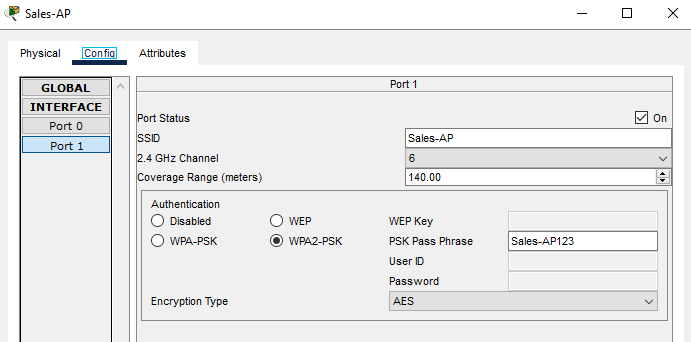 Sales-AP
Physical Config Attributes
GLOBAL
INTERFACE
Port 0
Port 1
Port 1
Port Status On
SSID Sales-AP
2.4 GHz Channel 6
Coverage Range (meters) 140.00
Authentication
Disabled WEP WEP Key
WPA-PSK WPA2-PSK PSK Pass Phrase Sales-AP123
User ID
Password
Encryption Type AES